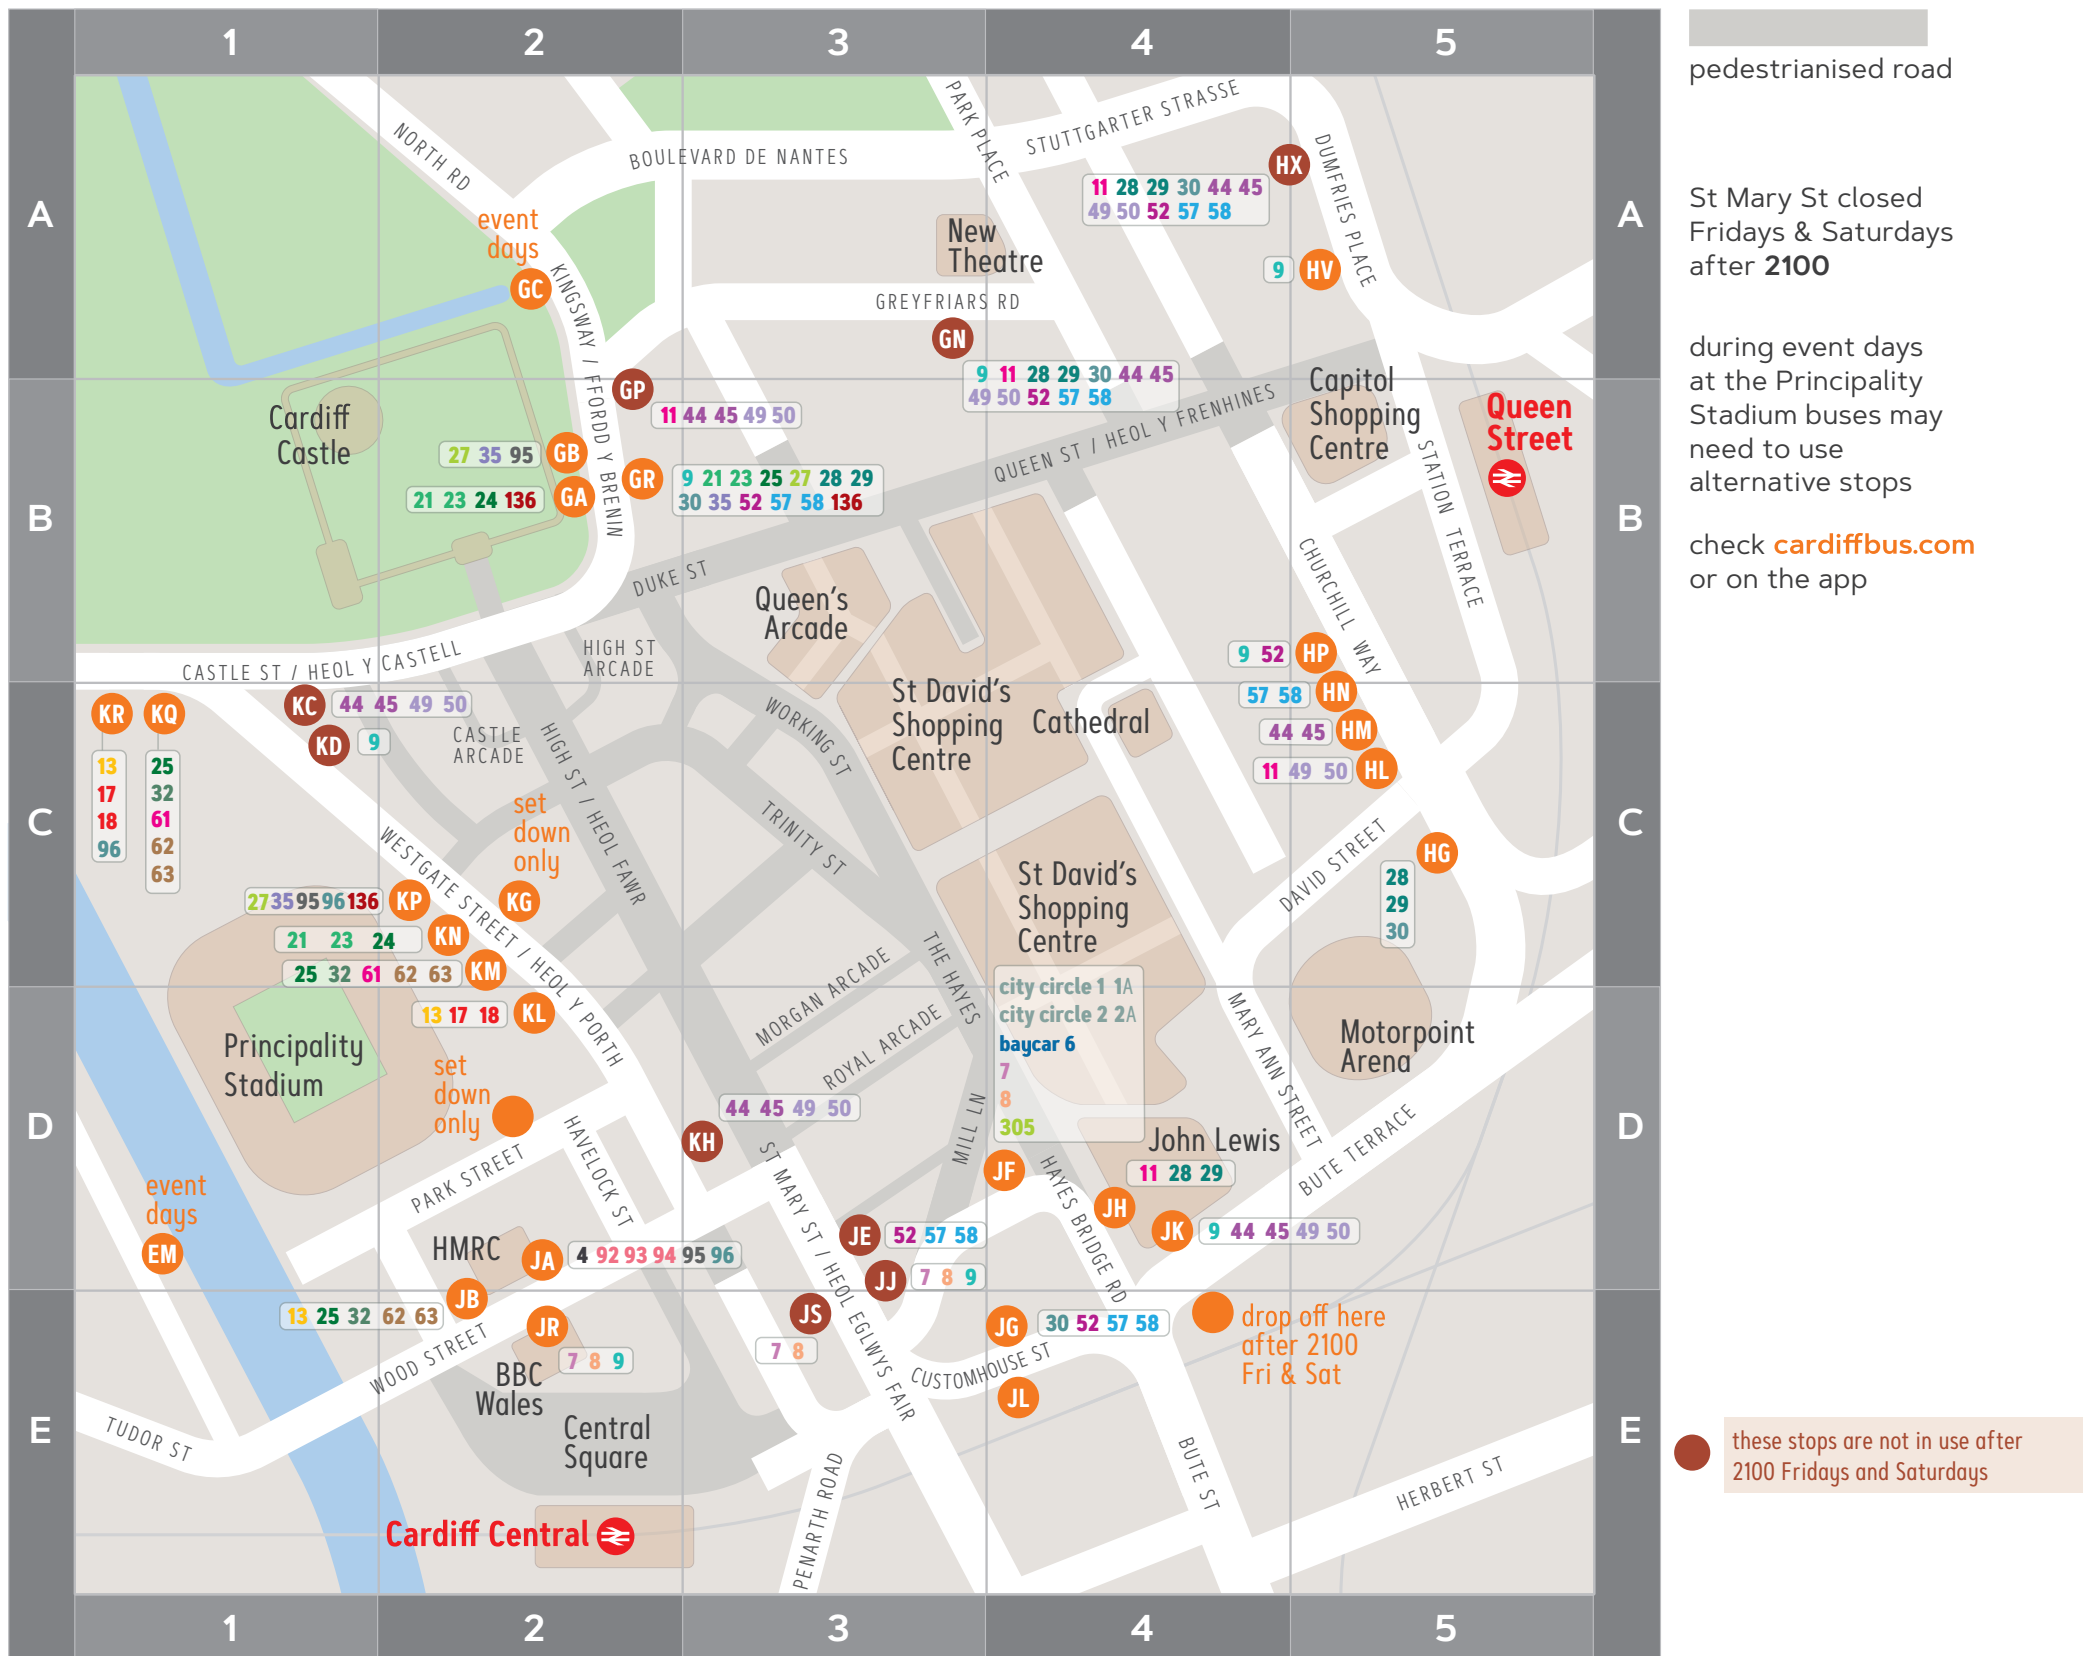 1 2 3 4 5
A
B
C
D
E
A
B
C
D
E
1 2 3 4 5
NORTH RD
BOULEVARD DE NANTES
PARK PLACE
STUTTGARTER STRASSE
DUMFRIES PLACE
HX
11 28 29 30 44 45
49 50 52 57 58
event
days
GC
KINGSWAY / FFORDD Y BRENIN
New
Theatre
9
HV
GREYFRIARS RD
GN
9 11 28 29 30 44 45
49 50 52 57 58
GP
11 44 45 49 50
Cardiff
Castle
27 35 95
GB
21 23 24 136
GA
GR
9 21 23 25 27 28 29
30 35 52 57 58 136
QUEEN ST / HEOL Y FRENHINES
Capitol
Shopping
Centre
Queen
Street
STATION TERRACE
DUKE ST
Queen's
Arcade
CHURCHILL WAY
HIGH ST
ARCADE
CASTLE ST / HEOL Y CASTELL
9 52
HP
57 58
HN
44 45
HM
11 49 50
HL
KR
KQ
KC
44 45 49 50
KD
9
13
17
18
96
25
32
61
62
63
CASTLE
ARCADE
HIGH ST / HEOL FAWR
WORKING ST
St David's
Shopping
Centre
Cathedral
set
down
only
KG
TRINITY ST
WESTGATE STREET / HEOL Y PORTH
DAVID STREET
HG
28
29
30
27 35 95 96 136
KP
21 23 24
KN
25 32 61 62 63
KM
13 17 18
KL
St David's
Shopping
Centre
THE HAYES
MORGAN ARCADE
ROYAL ARCADE
city circle 1 1A
city circle 2 2A
baycar 6
7
8
305
MARY ANN STREET
Motorpoint
Arena
Principality
Stadium
set
down
only
44 45 49 50
KH
MILL LN
JF
John Lewis
11 28 29
JH
JK
9 44 45 49 50
BUTE TERRACE
PARK STREET
HAVELOCK ST
ST MARY ST / HEOL EGLWYS FAIR
HAYES BRIDGE RD
event
days
EM
HMRC
JA
4 92 93 94 95 96
JE
52 57 58
JJ
7 8 9
13 25 32 62 63
JB
JR
7 8 9
JS
7 8
JG
30 52 57 58
drop off here
after 2100
Fri & Sat
WOOD STREET
BBC
Wales
CUSTOMHOUSE ST
JL
TUDOR ST
Central
Square
PENARTH ROAD
BUTE ST
HERBERT ST
Cardiff Central
pedestrianised road
St Mary St closed
Fridays & Saturdays
after 2100
during event days
at the Principality
Stadium buses may
need to use
alternative stops
check cardiffbus.com
or on the app
these stops are not in use after
2100 Fridays and Saturdays